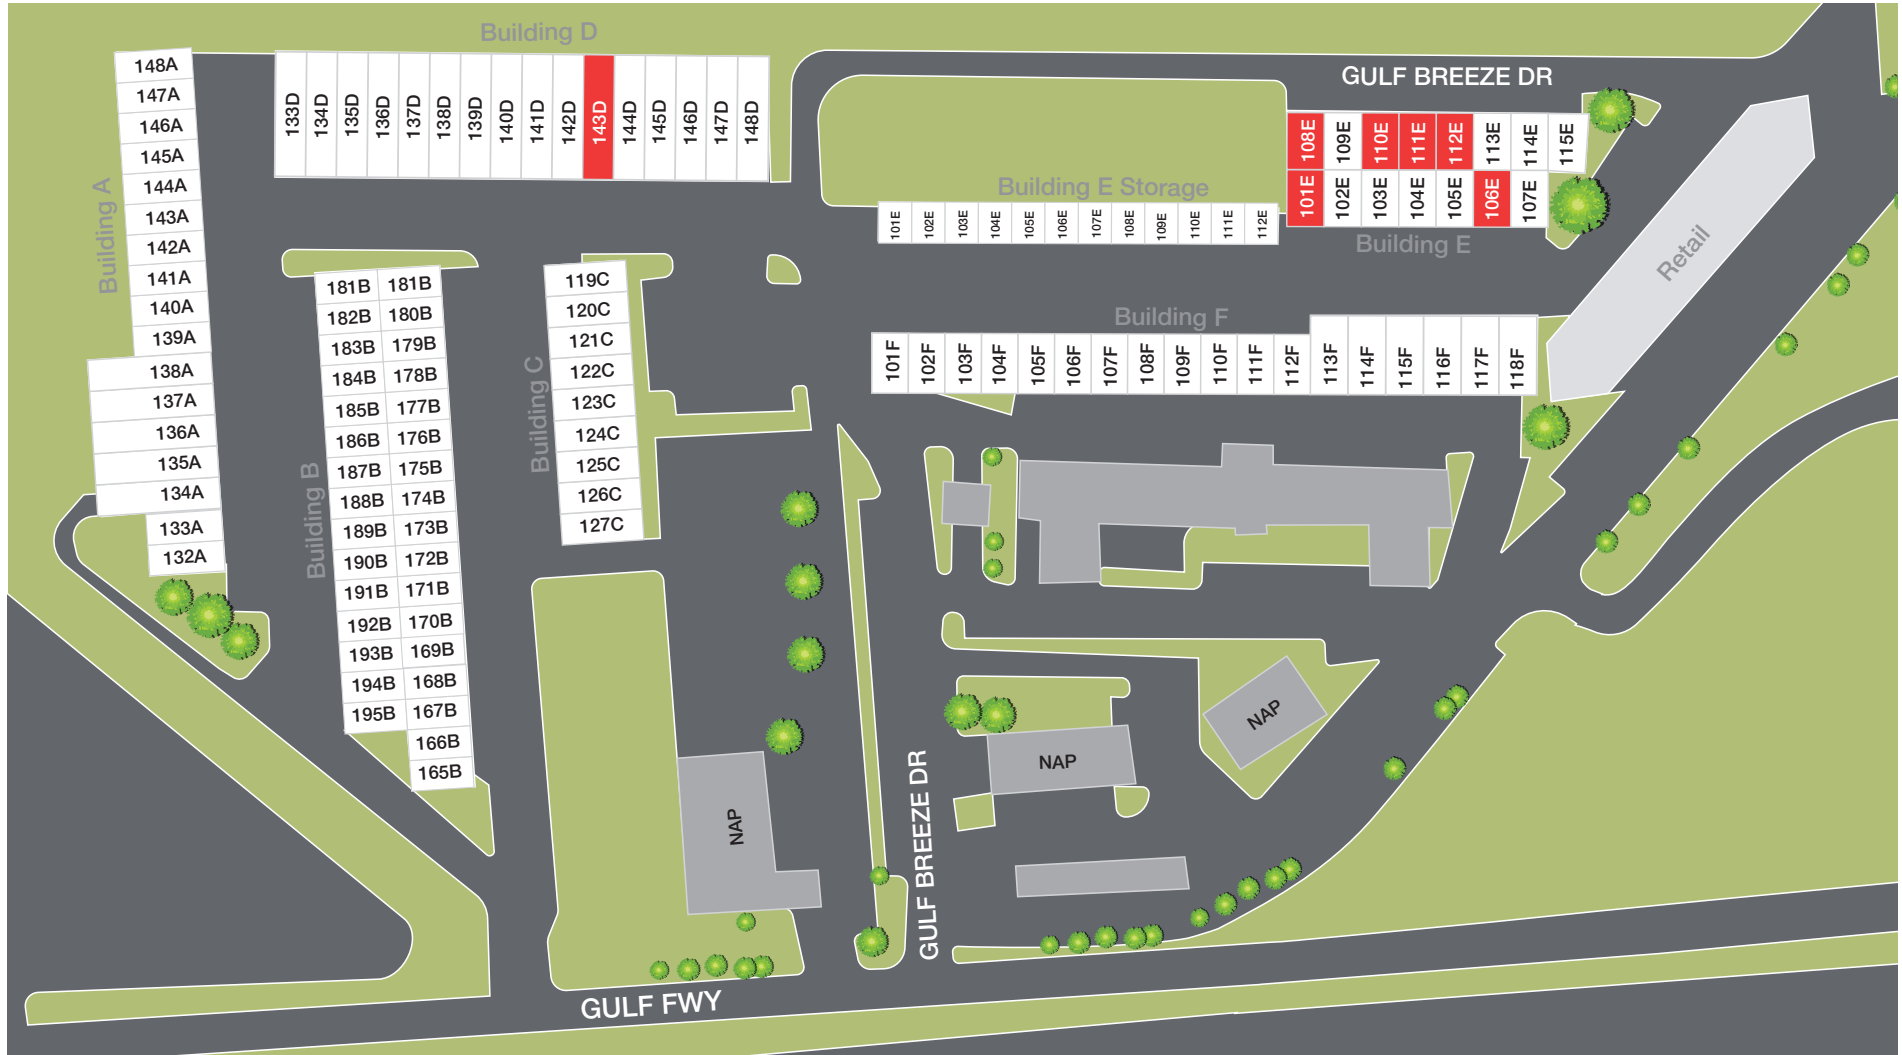 Building D
GULF BREEZE DR
148A
147A
146A
145A
144A
143A
142A
141A
140A
139A
138A
137A
136A
135A
134A
133A
132A
Building A
133D
134D
135D
136D
137D
138D
139D
140D
141D
142D
143D
144D
145D
146D
147D
148D
108E
109E
110E
111E
112E
113E
114E
115E
101E
102E
103E
104E
105E
106E
107E
Building E
Building E Storage
101E
102E
103E
104E
105E
106E
107E
108E
109E
110E
111E
112E
Retail
Building B
181B 181B
182B 180B
183B 179B
184B 178B
185B 177B
186B 176B
187B 175B
188B 174B
189B 173B
190B 172B
191B 171B
192B 170B
193B 169B
194B 168B
195B 167B
166B
165B
Building C
119C
120C
121C
122C
123C
124C
125C
126C
127C
Building F
101F
102F
103F
104F
105F
106F
107F
108F
109F
110F
111F
112F
113F
114F
115F
116F
117F
118F
NAP
NAP
NAP
GULF BREEZE DR
GULF FWY